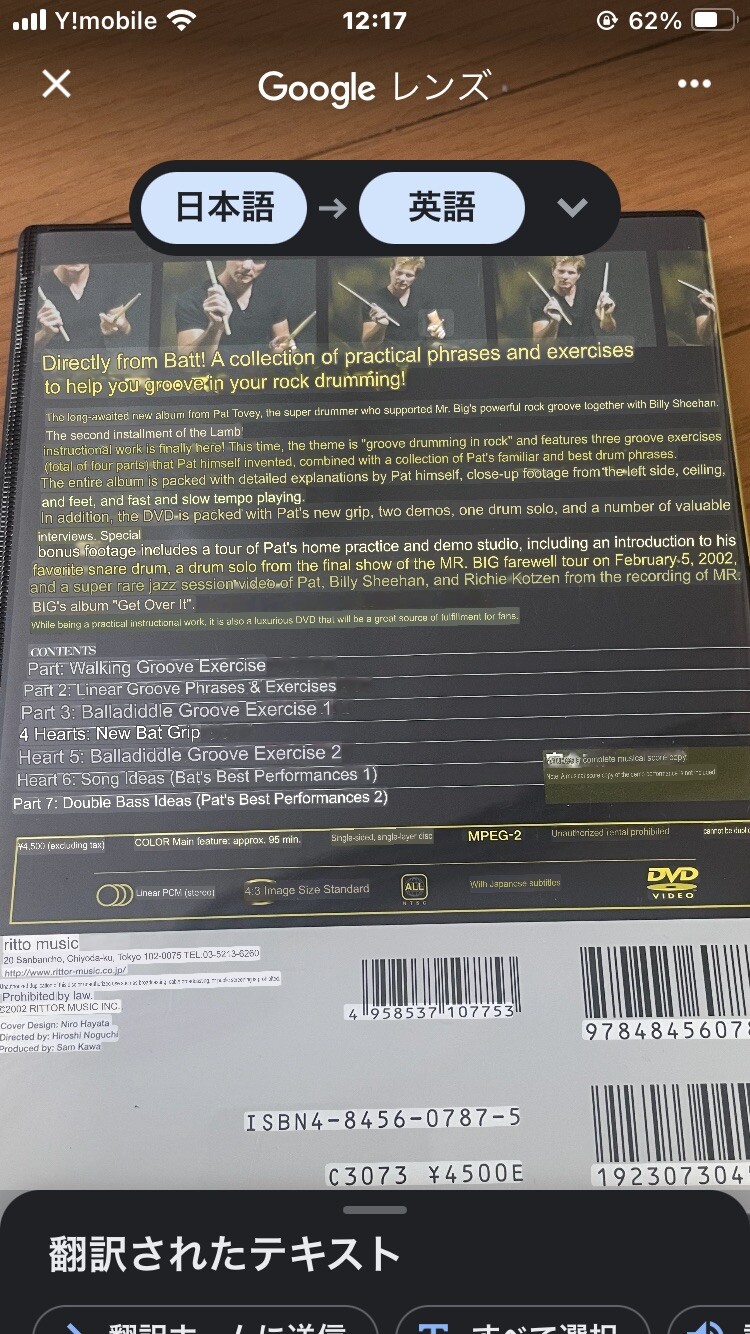 Y!mobile 12:17 62%
Google レンズ
日本語 → 英語
Directly from Batt! A collection of practical phrases and exercises
to help you groove in your rock drumming!
The long-awaited new album from Pat Tovey, the super drummer who supported Mr. Big's powerful rock groove together with Billy Sheehan.
The second installment of the Lamb
instructional work is finally here! This time, the theme is "groove drumming in rock" and features three groove exercises
(total of four parts) that Pat himself invented, combined with a collection of Pat's familiar and best drum phrases.
The entire album is packed with detailed explanations by Pat himself, close-up footage from the left side, ceiling,
and feet, and fast and slow tempo playing.
In addition, the DVD is packed with Pat's new grip, two demos, one drum solo, and a number of valuable
interviews. Special
bonus footage includes a tour of Pat's home practice and demo studio, including an introduction to his
favorite snare drum, a drum solo from the final show of the MR. BIG farewell tour on February 5, 2002,
and a super rare jazz session video of Pat, Billy Sheehan, and Richie Kotzen from the recording of MR.
BIG's album "Get Over It".
While being a practical instructional work, it is also a luxurious DVD that will be a great source of fulfillment for fans.
CONTENTS
Part: Walking Groove Exercise
Part 2: Linear Groove Phrases & Exercises
Part 3: Balladiddle Groove Exercise 1
4 Hearts: New Bat Grip
Heart 5: Balladiddle Groove Exercise 2
Heart 6: Song Ideas (Bat's Best Performances 1)
Part 7: Double Bass Ideas (Pat's Best Performances 2)
complete musical score copy
¥4,500 (excluding tax) COLOR Main feature: approx. 95 min. Single-sided, single-layer disc MPEG-2 Unauthorized rental prohibited cannot be
Linear PCM (stereo) 4:3 Image Size Standard ALL NTSC With Japanese subtitles DVD VIDEO
ritto music
20 Sanbancho, Chiyoda-ku, Tokyo 102-0075 TEL.03-5213-6260
http://www.rittor-music.co.jp/
Prohibited by law.
©2002 RITTOR MUSIC INC.
Cover Design: Niro Hayata
Directed by: Hiroshi Noguchi
Produced by: Sam Kawa
4 958537 107753
97848456078
ISBN4-8456-0787-5
C3073 ¥4500E
192307304
翻訳されたテキスト
翻訳ホームに送信 すべて選択